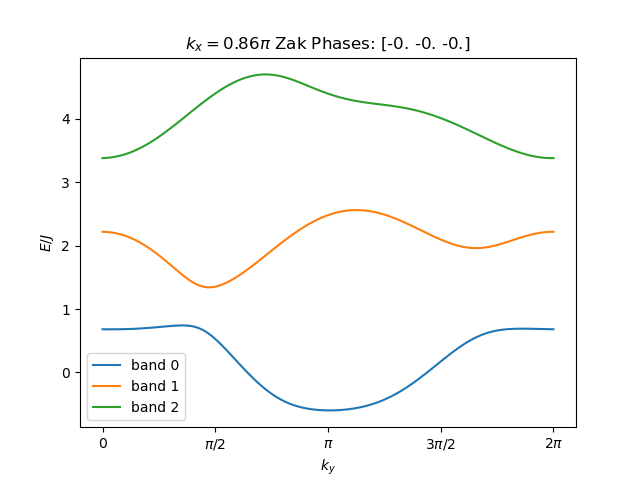 k_x = 0.86π Zak Phases: [-0. -0. -0.]
4
3
2
1
0
E/J
band 0
band 1
band 2
0
π/2
π
3π/2
2π
k_y